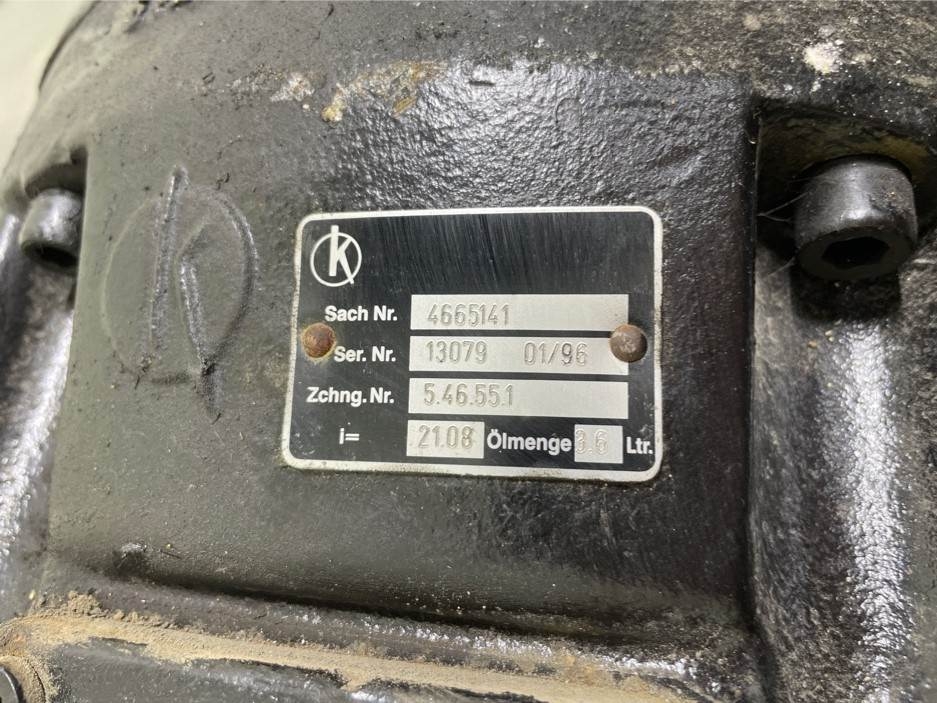 K
K
Sach Nr. 4665141
Ser. Nr. 13079 01/96
Zchng. Nr. 5.46.55.1
i= 21.08 Ölmenge 3.6 Ltr.